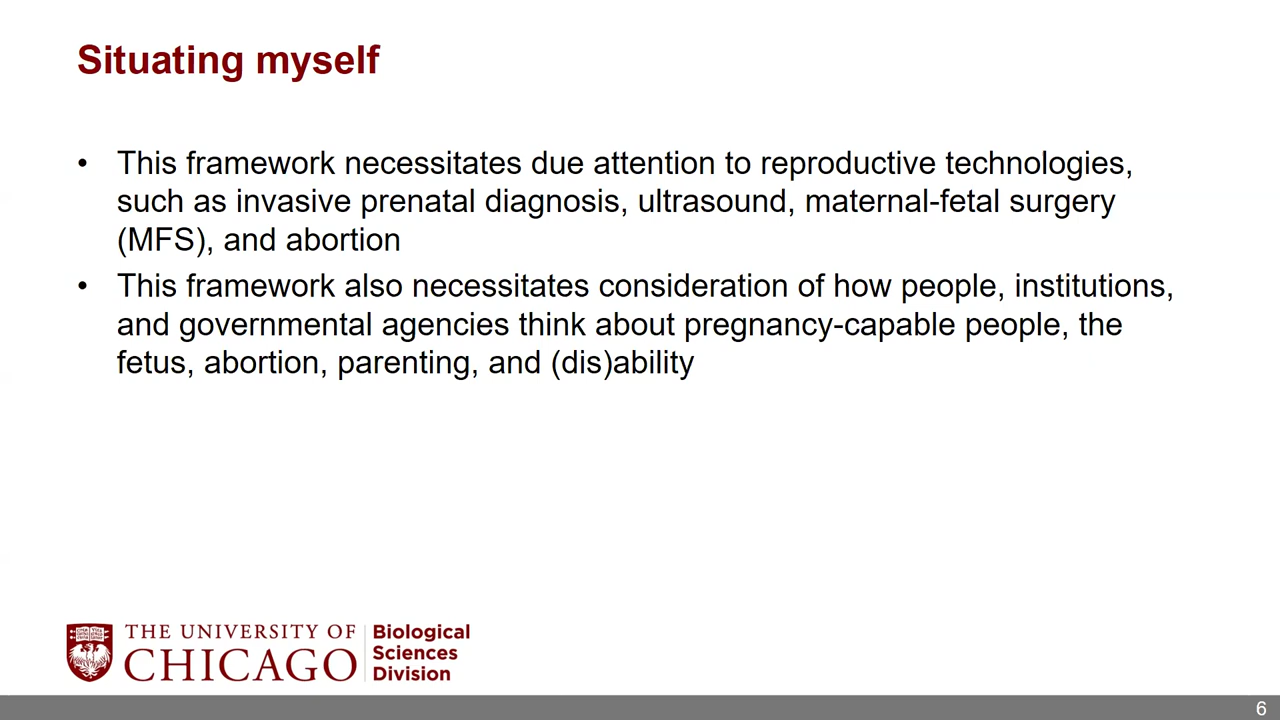 Situating myself
• This framework necessitates due attention to reproductive technologies,
such as invasive prenatal diagnosis, ultrasound, maternal-fetal surgery
(MFS), and abortion
• This framework also necessitates consideration of how people, institutions,
and governmental agencies think about pregnancy-capable people, the
fetus, abortion, parenting, and (dis)ability
THE UNIVERSITY OF
CHICAGO
Biological
Sciences
Division
6